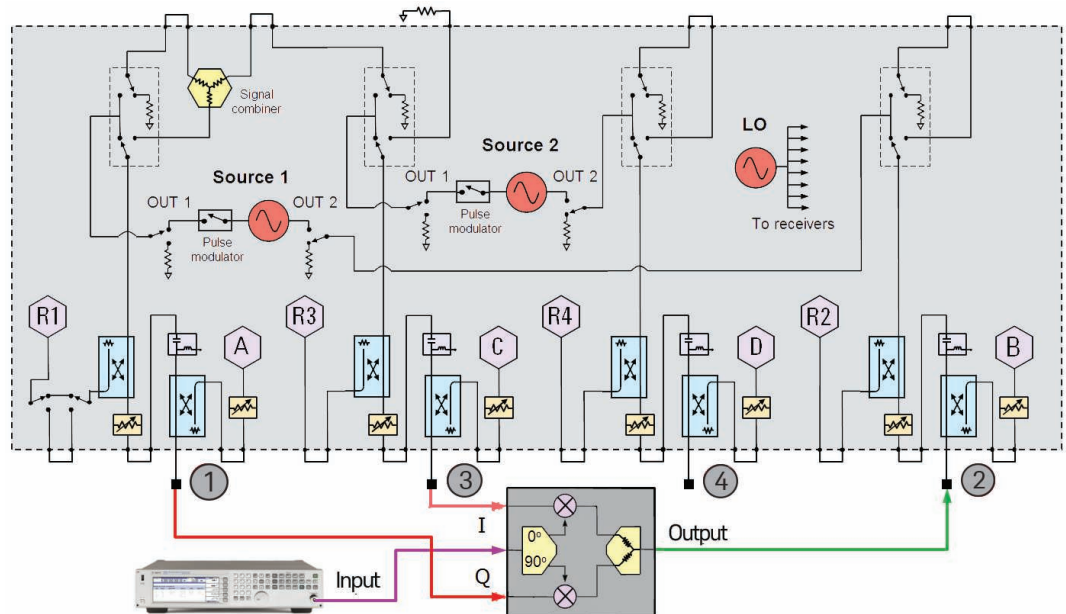 Signal
combiner
Source 1
OUT 1
OUT 2
Pulse
modulator
Source 2
OUT 1
OUT 2
Pulse
modulator
LO
To receivers
R1
A
R3
C
R4
D
R2
B
1
3
4
2
I
0°
90°
Q
Input
Output